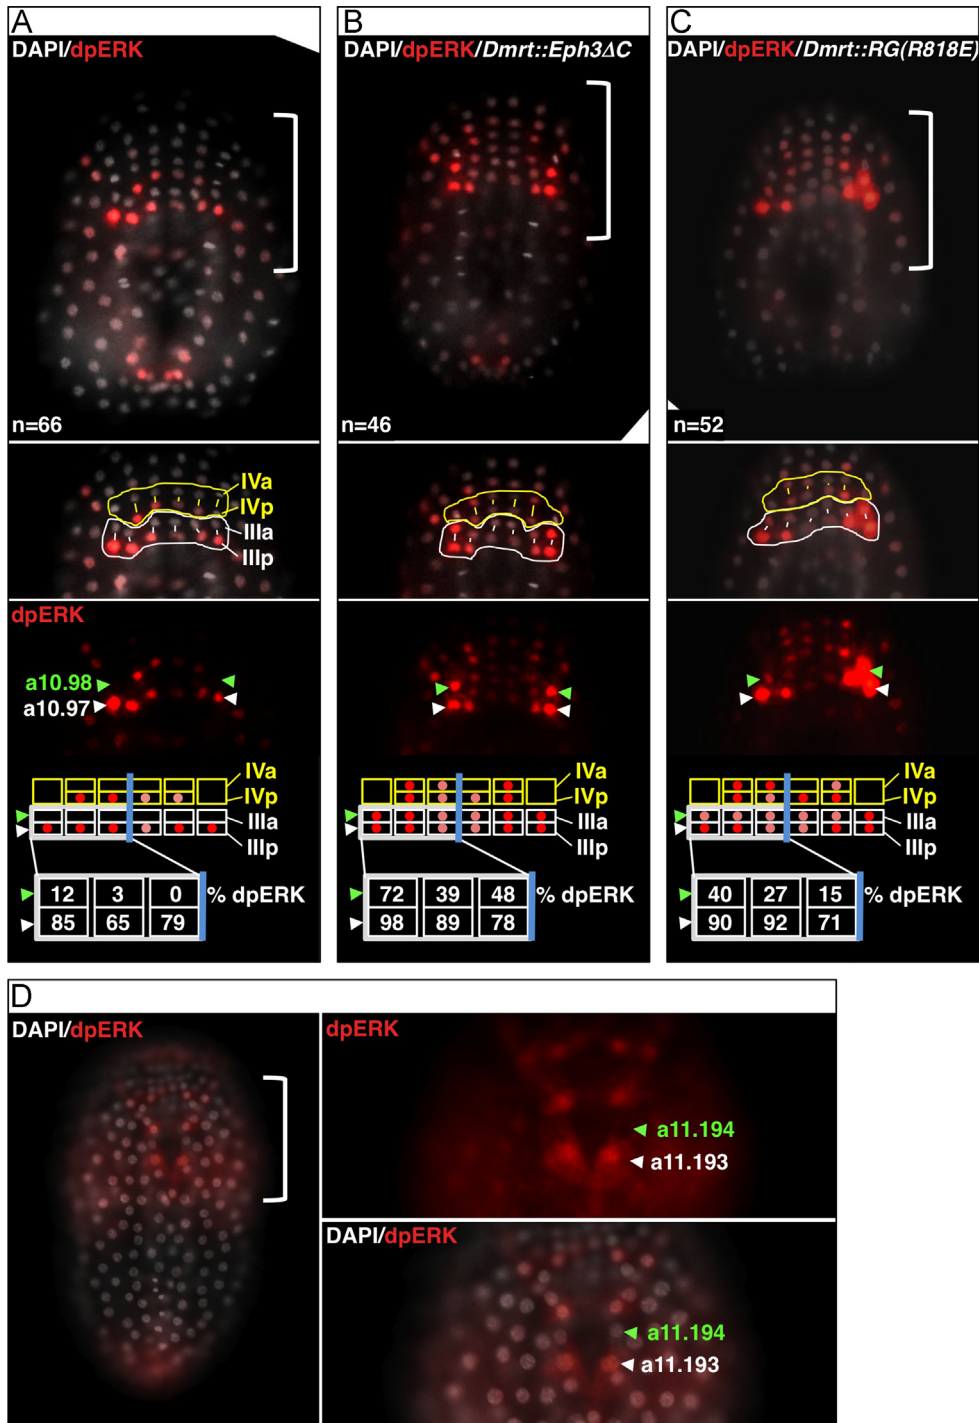 A
DAPI/dpERK
n=66
IVa
IVp
IIIa
IIIp
dpERK
a10.98
a10.97
IVa
IVp
IIIa
IIIp
12 3 0 % dpERK
85 65 79
B
DAPI/dpERK/Dmrt::Eph3ΔC
n=46
IVa
IVp
IIIa
IIIp
72 39 48 % dpERK
98 89 78
C
DAPI/dpERK/Dmrt::RG(R818E)
n=52
IVa
IVp
IIIa
IIIp
40 27 15 % dpERK
90 92 71
D
DAPI/dpERK
dpERK
a11.194
a11.193
DAPI/dpERK
a11.194
a11.193